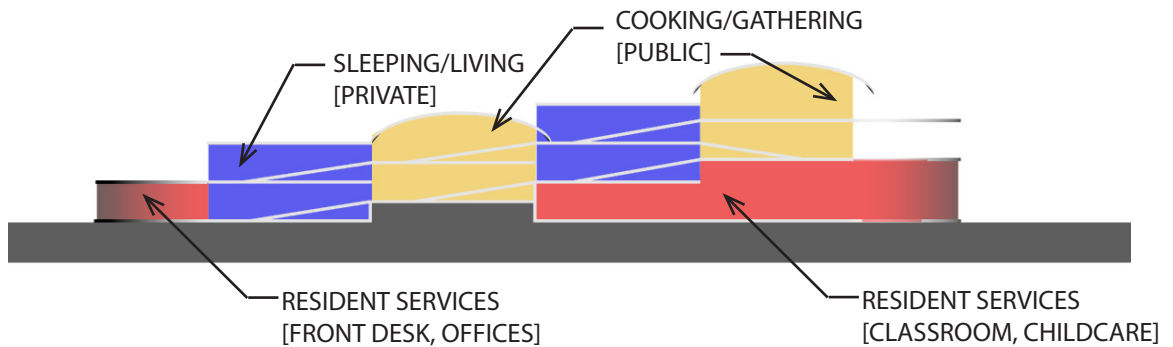 COOKING/GATHERING
[PUBLIC]
SLEEPING/LIVING
[PRIVATE]
RESIDENT SERVICES
[FRONT DESK, OFFICES]
RESIDENT SERVICES
[CLASSROOM, CHILDCARE]